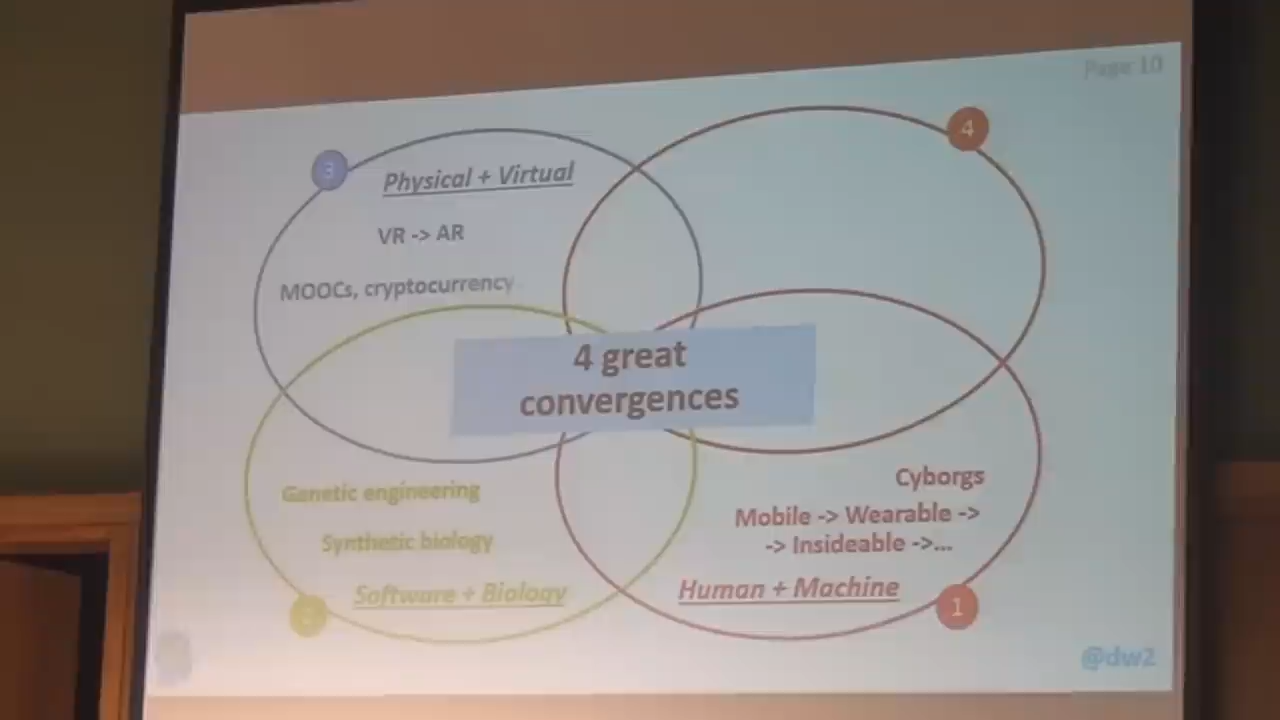 Page 10
4
3
Physical + Virtual
VR -> AR
MOOCs, cryptocurrency
4 great
convergences
Genetic engineering
Synthetic biology
Software + Biology
2
Cyborgs
Mobile -> Wearable ->
-> Insideable ->...
Human + Machine
1
@dw2